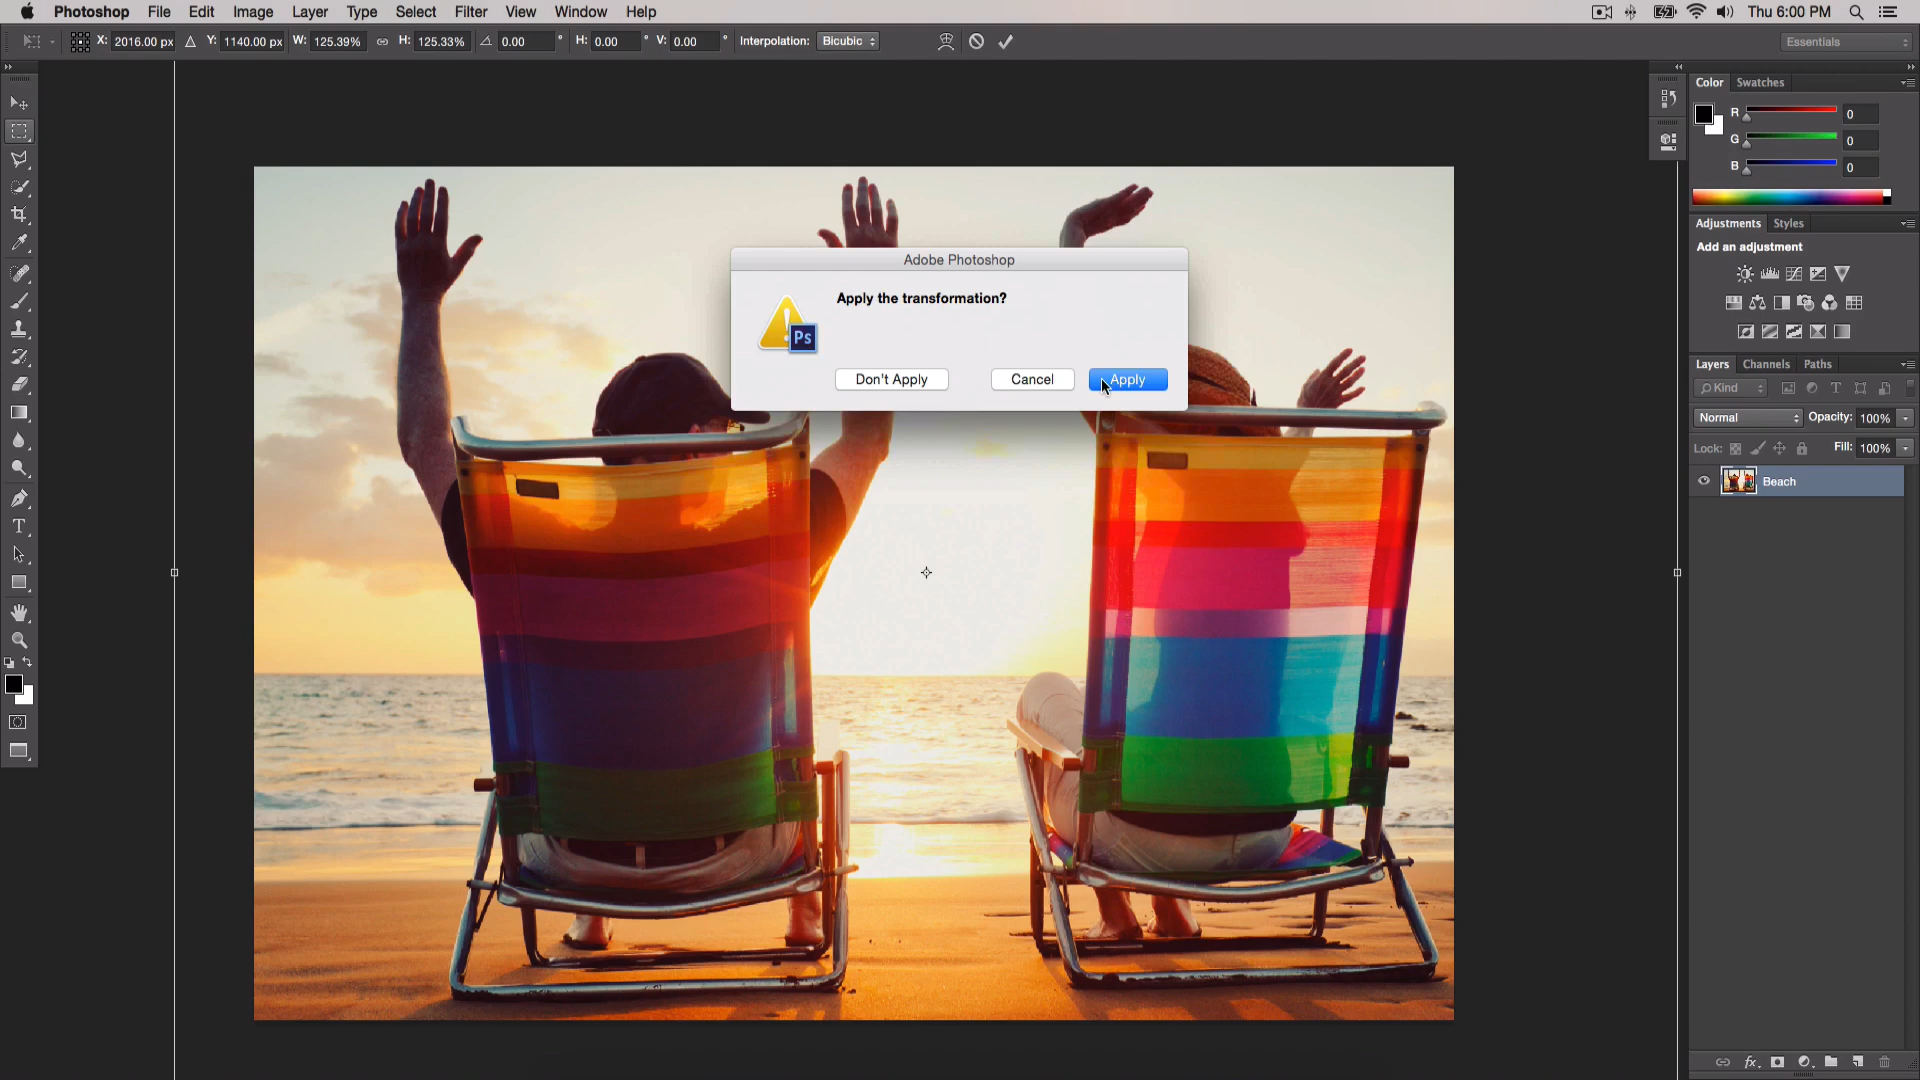 Photoshop File Edit Image Layer Type Select Filter View Window Help Thu 6:00 PM
X: 2016.00 px Y: 1140.00 px W: 125.39% H: 125.33% 0.00 ° H: 0.00 ° V: 0.00 ° Interpolation: Bicubic Essentials
Color Swatches
R 0
G 0
B 0
Adjustments Styles
Add an adjustment
Adobe Photoshop
Apply the transformation?
Ps
Don't Apply Cancel Apply
Layers Channels Paths
Kind
Normal Opacity: 100%
Lock: Fill: 100%
Beach
T
fx